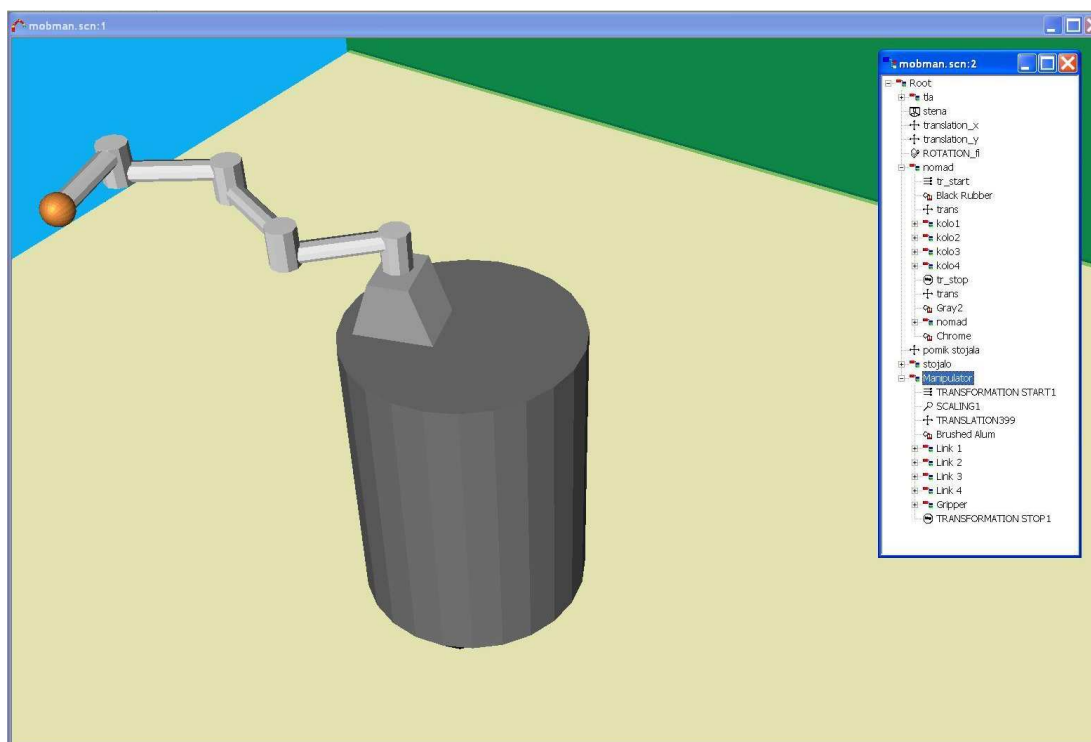 mobman.scn:1
mobman.scn:2
Root
tla
stena
translation_x
translation_y
ROTATION_fi
nomad
tr_start
Black Rubber
trans
kolo1
kolo2
kolo3
kolo4
tr_stop
trans
Gray2
nomad
Chrome
pomik stojala
stojalo
Manipulator
TRANSFORMATION START1
SCALING1
TRANSLATION399
Brushed Alum
Link 1
Link 2
Link 3
Link 4
Gripper
TRANSFORMATION STOP1